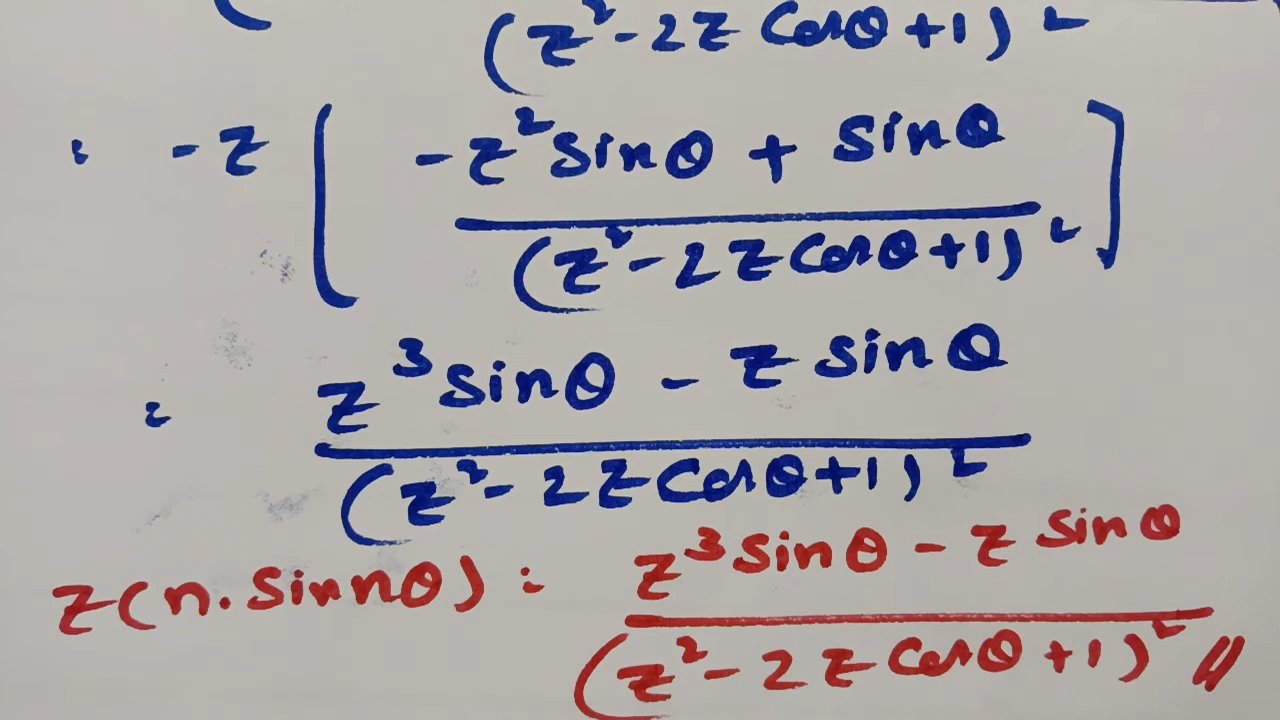 (z²-2z cosθ+1)²
= -z [ -z² sinθ + sinθ / (z²-2z cosθ+1)² ]
= z³ sinθ - z sinθ / (z²-2z cosθ+1)²
z(n. sin nθ) = z³ sinθ - z sinθ / (z²-2z cosθ+1)² //